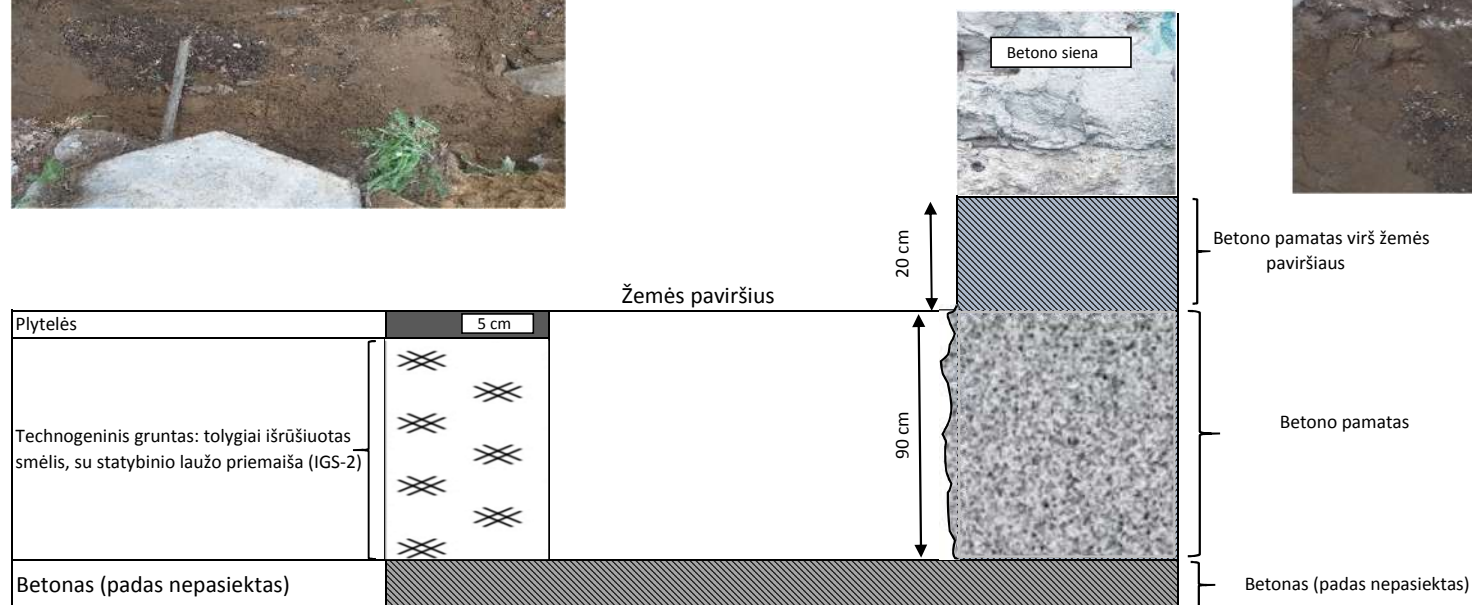 Betono siena
20 cm
Betono pamatas virš žemės
paviršiaus
Žemės paviršius
Plytelės
5 cm
Technogeninis gruntas: tolygiai išrūšiuotas
smėlis, su statybinio laužo priemaiša (IGS-2)
90 cm
Betono pamatas
Betonas (padas nepasiektas)
Betonas (padas nepasiektas)